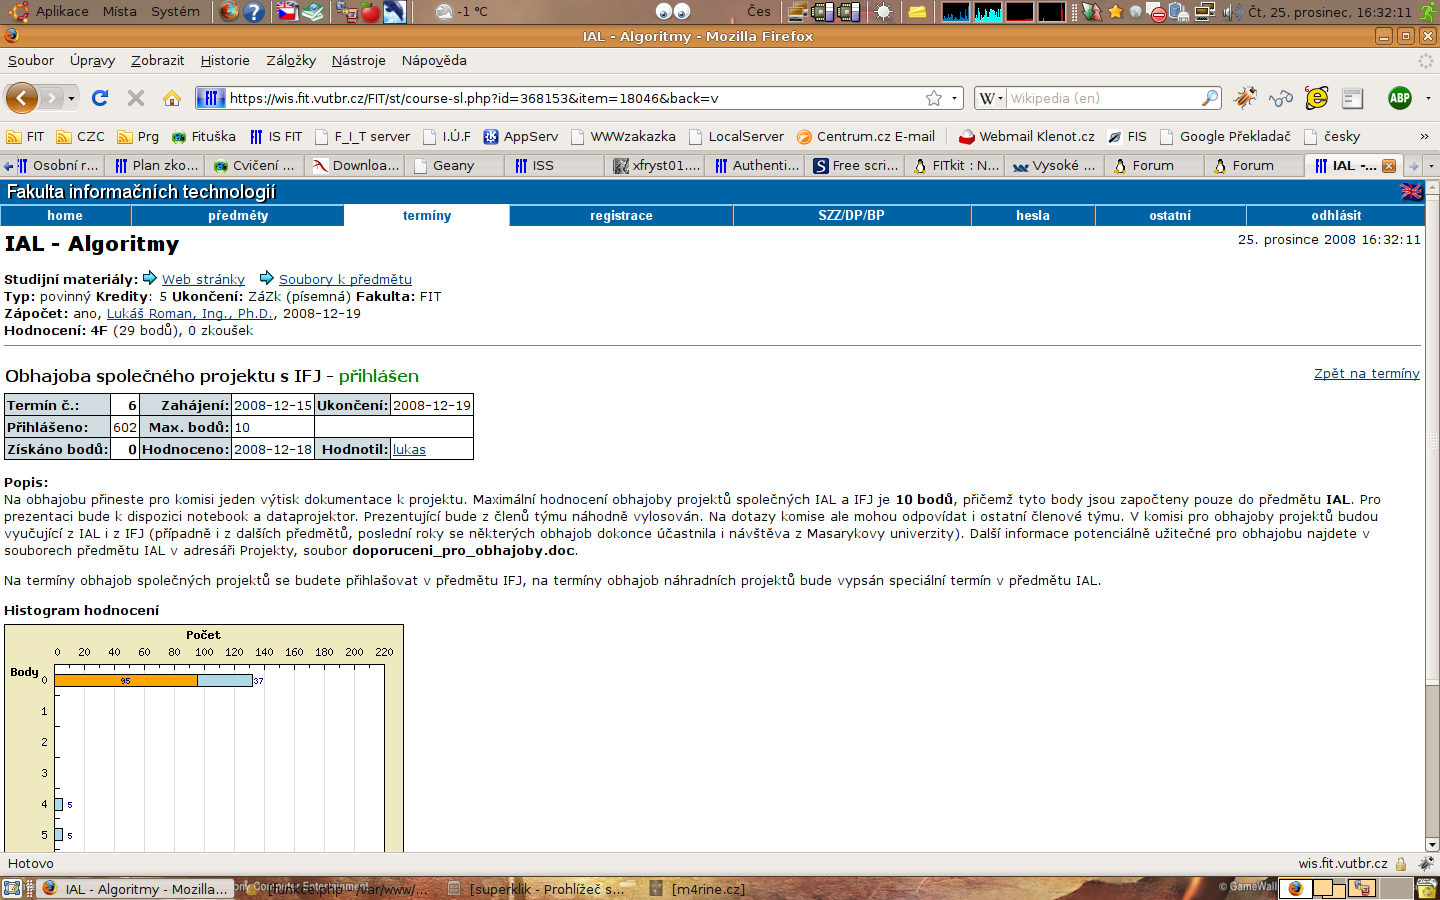 Aplikace Místa Systém -1 °C Čes Čt, 25. prosinec, 16:32:11
IAL - Algoritmy - Mozilla Firefox
Soubor Úpravy Zobrazit Historie Záložky Nástroje Nápověda
FIT https://wis.fit.vutbr.cz/FIT/st/course-sl.php?id=368153&item=18046&back=v W Wikipedia (en) ABP
FIT CZC Prg Fituška IS FIT F_I_T server I.Ú.F AppServ WWWzakazka LocalServer Centrum.cz E-mail Webmail Klenot.cz FIS Google Překladač česky »
Osobní r... Plan zko... Cvičení ... Downloa... Geany ISS xfryst01.... Authenti... Free scri... FITkit : N... Vysoké ... Forum Forum IAL -...
Fakulta informačních technologií
home předměty termíny registrace SZZ/DP/BP hesla ostatní odhlásit
IAL - Algoritmy 25. prosince 2008 16:32:11
Studijní materiály: Web stránky Soubory k předmětu
Typ: povinný Kredity: 5 Ukončení: ZáZk (písemná) Fakulta: FIT
Zápočet: ano, Lukáš Roman, Ing., Ph.D., 2008-12-19
Hodnocení: 4F (29 bodů), 0 zkoušek
Obhajoba společného projektu s IFJ - přihlášen Zpět na termíny
Termín č.: 6 Zahájení: 2008-12-15 Ukončení: 2008-12-19
Přihlášeno: 602 Max. bodů: 10
Získáno bodů: 0 Hodnoceno: 2008-12-18 Hodnotil: lukas
Popis:
Na obhajobu přineste pro komisi jeden výtisk dokumentace k projektu. Maximální hodnocení obhajoby projektů společných IAL a IFJ je 10 bodů, přičemž tyto body jsou započteny pouze do předmětu IAL. Pro
prezentaci bude k dispozici notebook a dataprojektor. Prezentující bude z členů týmu náhodně vylosován. Na dotazy komise ale mohou odpovídat i ostatní členové týmu. V komisi pro obhajoby projektů budou
vyučující z IAL i z IFJ (případně i z dalších předmětů, poslední roky se některých obhajob dokonce účastnila i návštěva z Masarykovy univerzity). Další informace potenciálně užitečné pro obhajobu najdete v
souborech předmětu IAL v adresáři Projekty, soubor doporuceni_pro_obhajoby.doc.
Na termíny obhajob společných projektů se budete přihlašovat v předmětu IFJ, na termíny obhajob náhradních projektů bude vypsán speciální termín v předmětu IAL.
Histogram hodnocení
Počet
0 20 40 60 80 100 120 140 160 180 200 220
Body
0 95 37
1
2
3
4 5
5 5
Hotovo wis.fit.vutbr.cz
IAL - Algoritmy - Mozilla... [funkce.php - /var/www/... [superklik - Prohlížeč s... [m4rine.cz] © GameWall